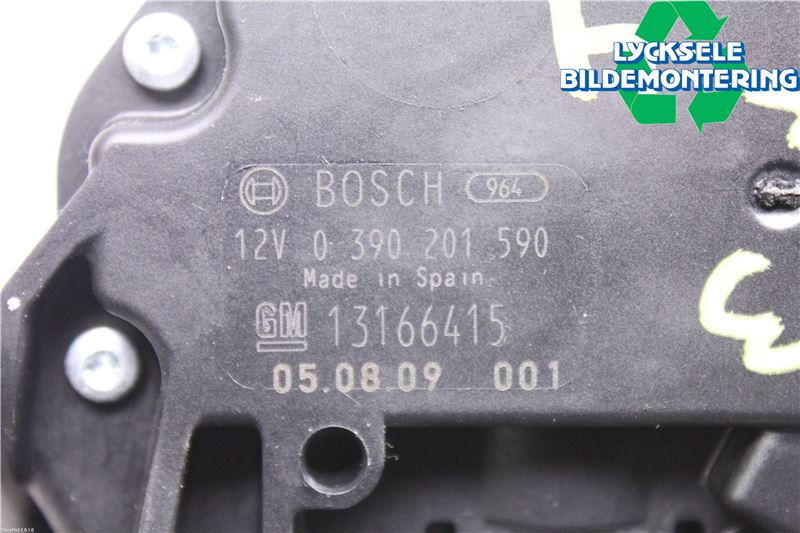 LYCKSELE
BILDEMONTERING
BOSCH 964
12V 0 390 201 590
Made in Spain.
GM 13166415
05.08.09 001